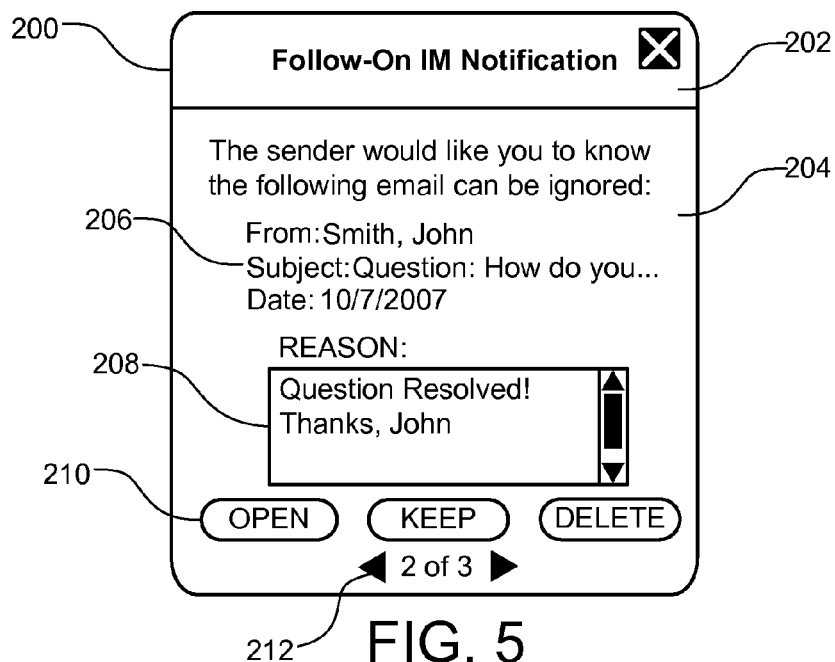 200
Follow-On IM Notification
202
The sender would like you to know
the following email can be ignored:
204
206
From:Smith, John
Subject:Question: How do you...
Date: 10/7/2007
REASON:
208
Question Resolved!
Thanks, John
210
OPEN KEEP DELETE
2 of 3
212
FIG. 5